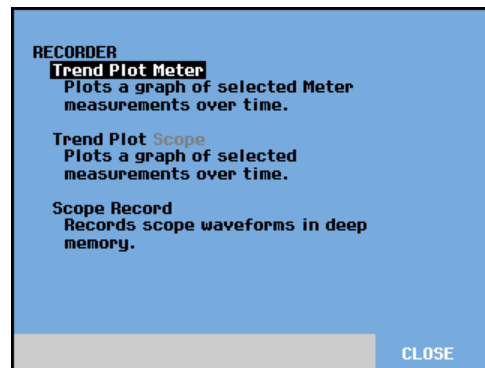 RECORDER
Trend Plot Meter
Plots a graph of selected Meter
measurements over time.
Trend Plot Scope
Plots a graph of selected
measurements over time.
Scope Record
Records scope waveforms in deep
memory.
CLOSE